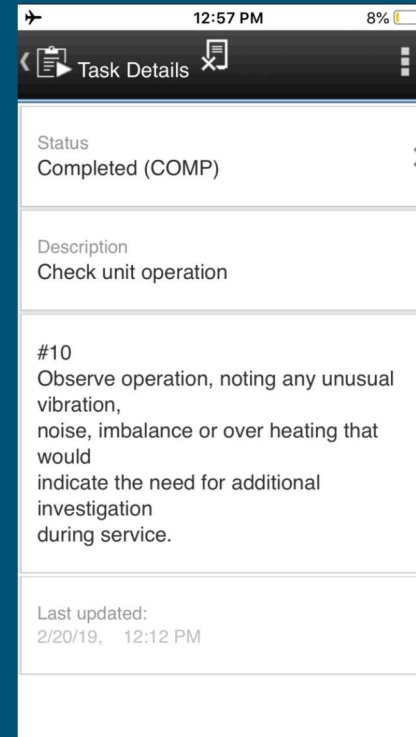 12:57 PM
8%
Task Details
Status
Completed (COMP)
Description
Check unit operation
#10
Observe operation, noting any unusual
vibration,
noise, imbalance or over heating that
would
indicate the need for additional
investigation
during service.
Last updated:
2/20/19, 12:12 PM